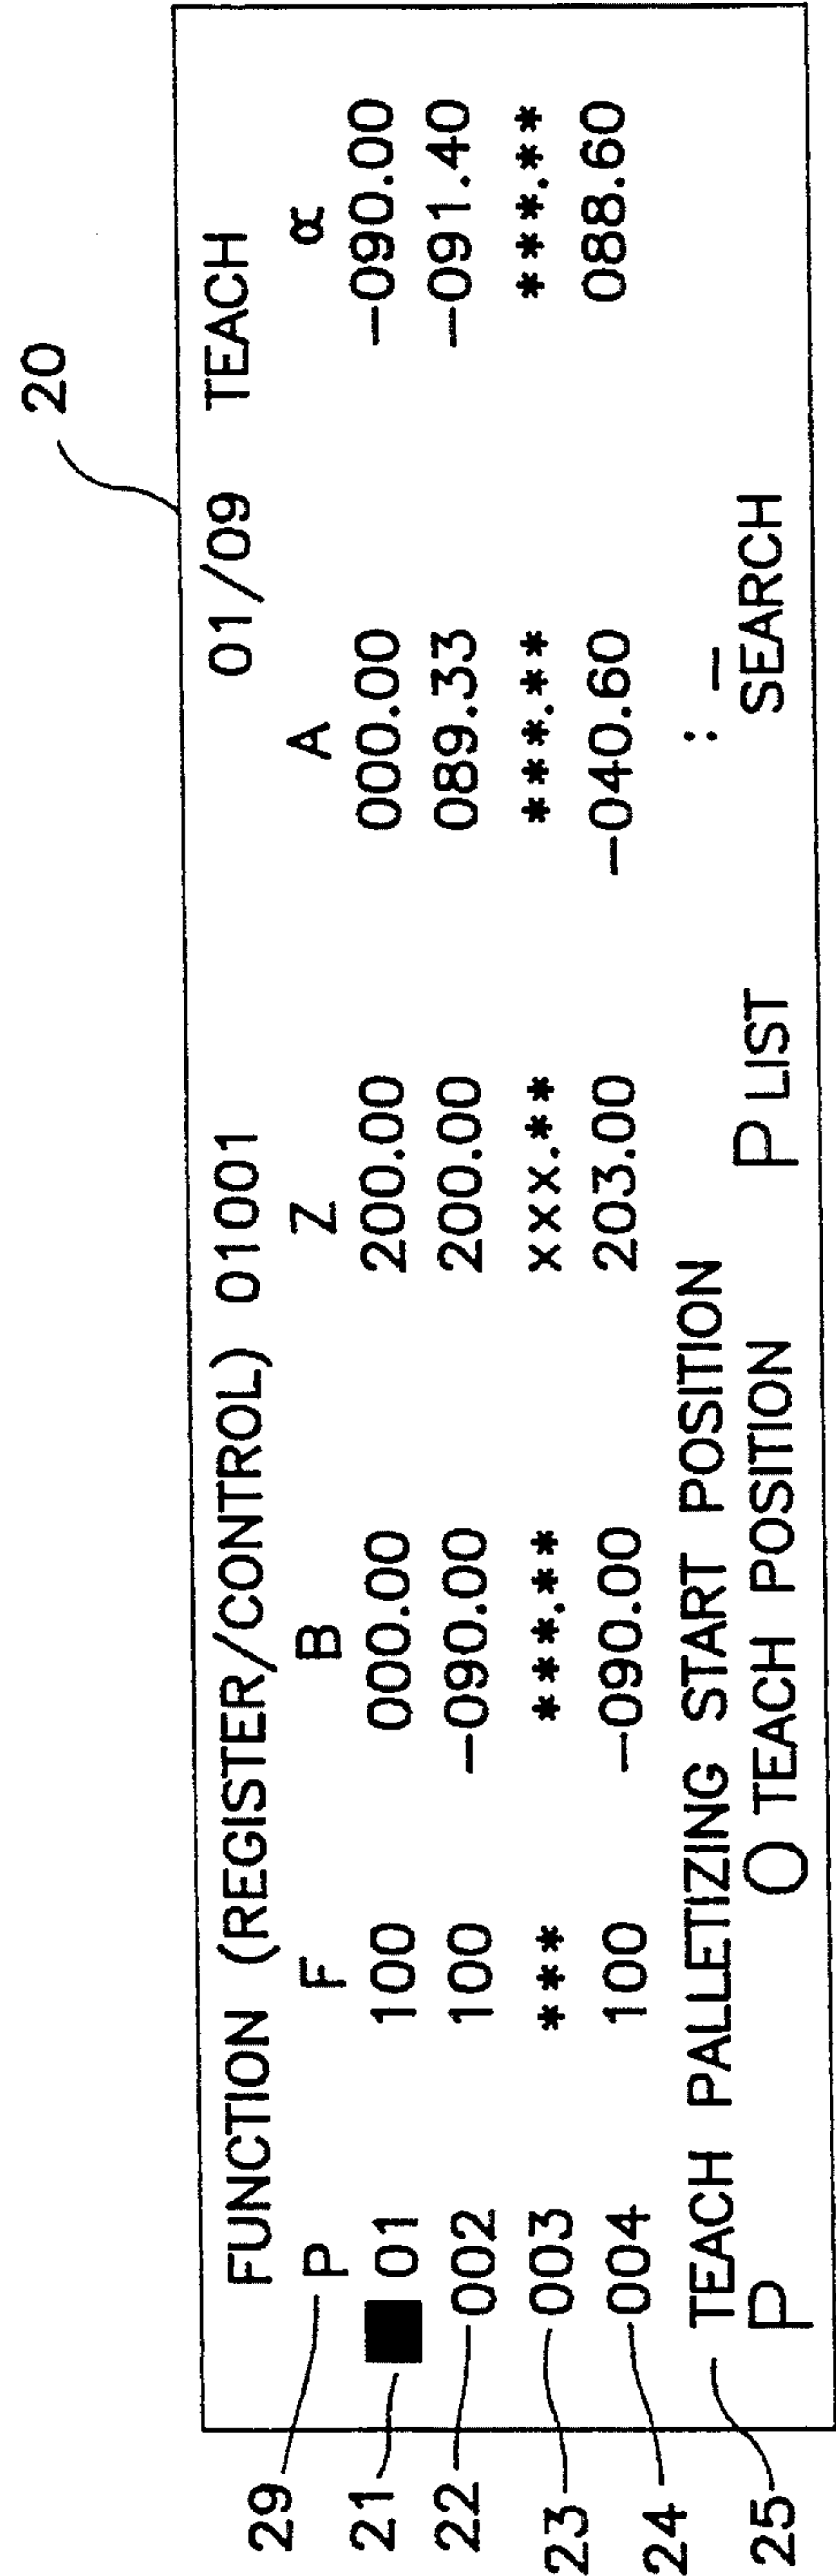 20
FUNCTION (REGISTER/CONTROL) 01001 01/09 TEACH
29 P F B Z A α
21 ■01 100 000.00 200.00 000.00 -090.00
22 002 100 -090.00 200.00 089.33 -091.40
23 003 *** ***.** XXX.** ***.** ***.**
24 004 100 -090.00 203.00 -040.60 088.60
25 TEACH PALLETIZING START POSITION : _
P O TEACH POSITION P LIST SEARCH